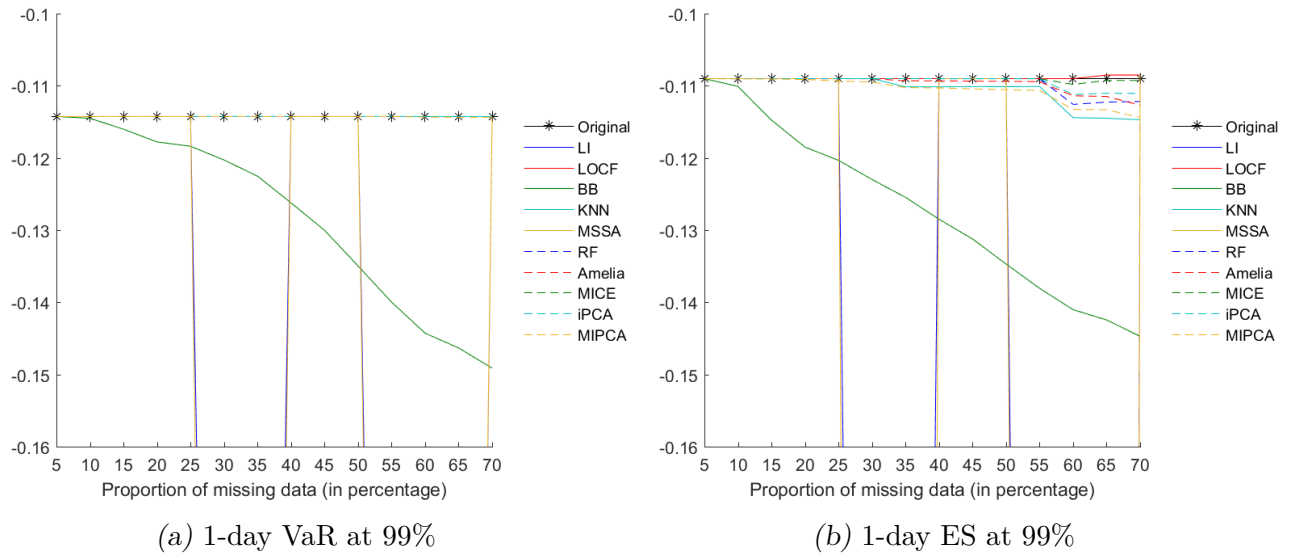 -0.1
-0.11
-0.12
-0.13
-0.14
-0.15
-0.16
5 10 15 20 25 30 35 40 45 50 55 60 65 70
Proportion of missing data (in percentage)
Original
LI
LOCF
BB
KNN
MSSA
RF
Amelia
MICE
iPCA
MIPCA
(a) 1-day VaR at 99%
-0.1
-0.11
-0.12
-0.13
-0.14
-0.15
-0.16
5 10 15 20 25 30 35 40 45 50 55 60 65 70
Proportion of missing data (in percentage)
Original
LI
LOCF
BB
KNN
MSSA
RF
Amelia
MICE
iPCA
MIPCA
(b) 1-day ES at 99%